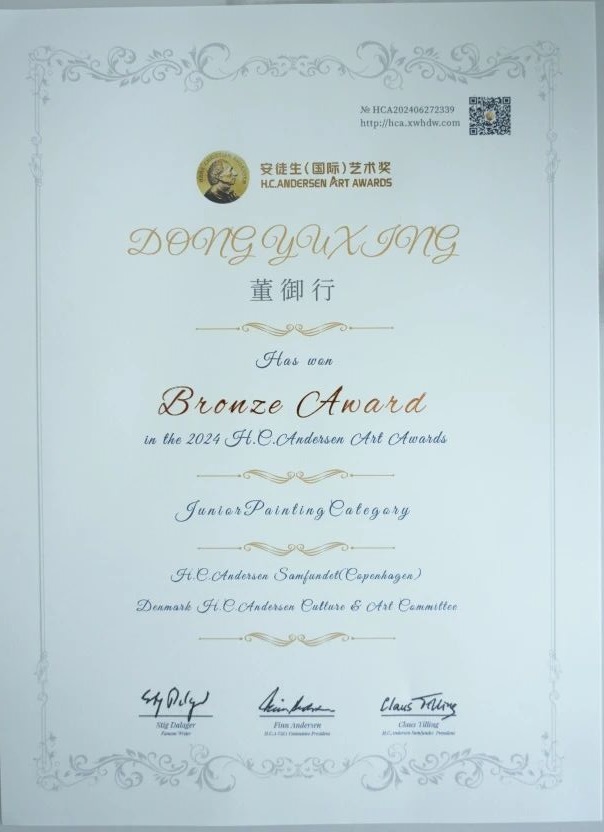 № HCA202406272339
http://hca.xwhdw.com
安徒生(国际)艺术奖
H.C.ANDERSEN ART AWARDS
DONG YUXING
董御行
Has won
Bronze Award
in the 2024 H.C.Andersen Art Awards
JuniorPaintingCategory
H.C.Andersen Samfundet(Copenhagen)
Denmark H.C.Andersen Culture & Art Committee
Stig Dalager Finn Andersen Claus Tilling